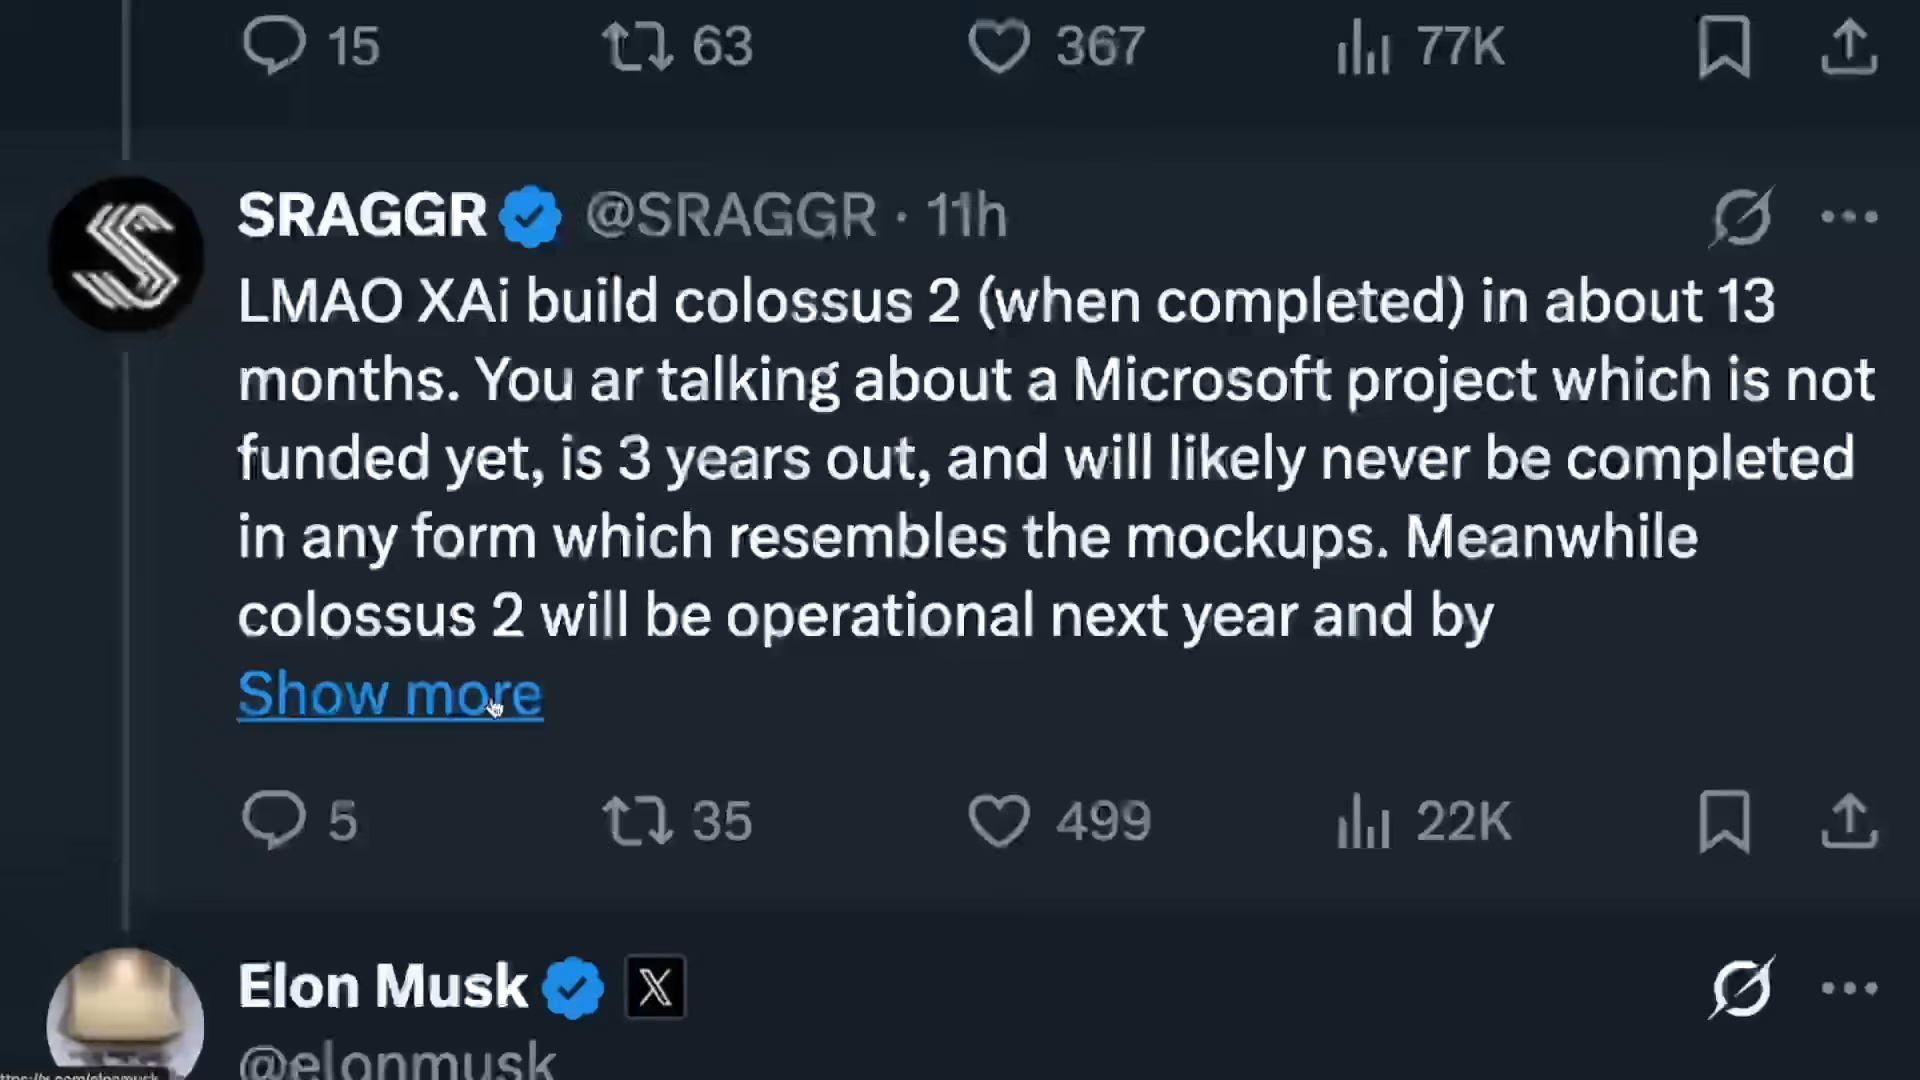 15 63 367 77K
SRAGGR @SRAGGR · 11h
LMAO XAi build colossus 2 (when completed) in about 13
months. You ar talking about a Microsoft project which is not
funded yet, is 3 years out, and will likely never be completed
in any form which resembles the mockups. Meanwhile
colossus 2 will be operational next year and by
Show more
5 35 499 22K
Elon Musk
@elonmusk